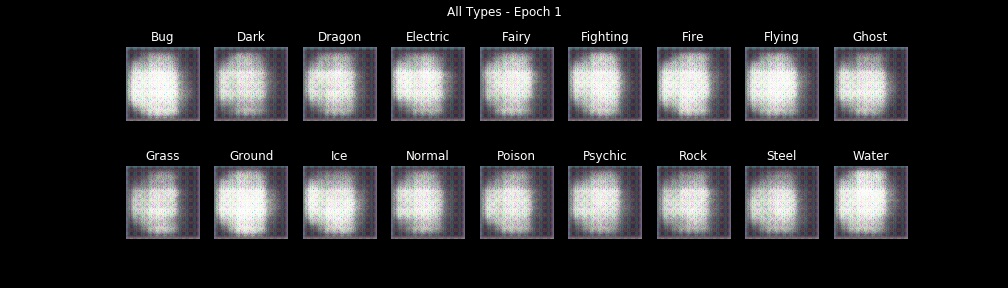 All Types - Epoch 1
Bug Dark Dragon Electric Fairy Fighting Fire Flying Ghost
Grass Ground Ice Normal Poison Psychic Rock Steel Water